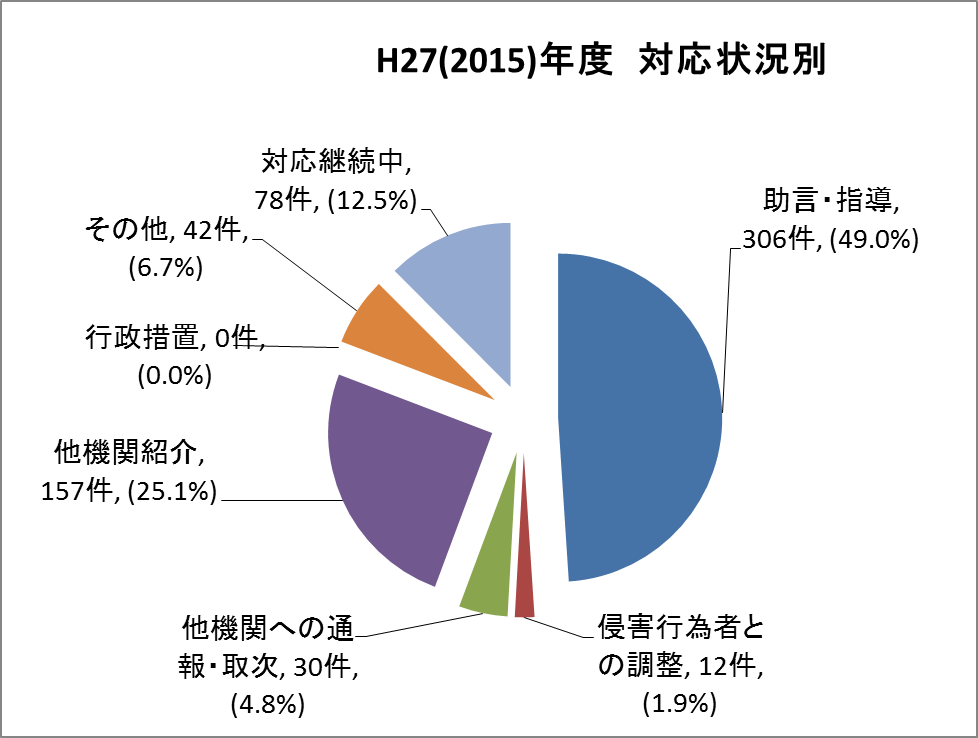 H27(2015)年度　対応状況別
対応継続中,
78件, (12.5%)
助言・指導,
306件, (49.0%)
その他, 42件,
(6.7%)
行政措置, 0件,
(0.0%)
他機関紹介,
157件, (25.1%)
他機関への通
報・取次, 30件,
(4.8%)
侵害行為者と
の調整, 12件,
(1.9%)